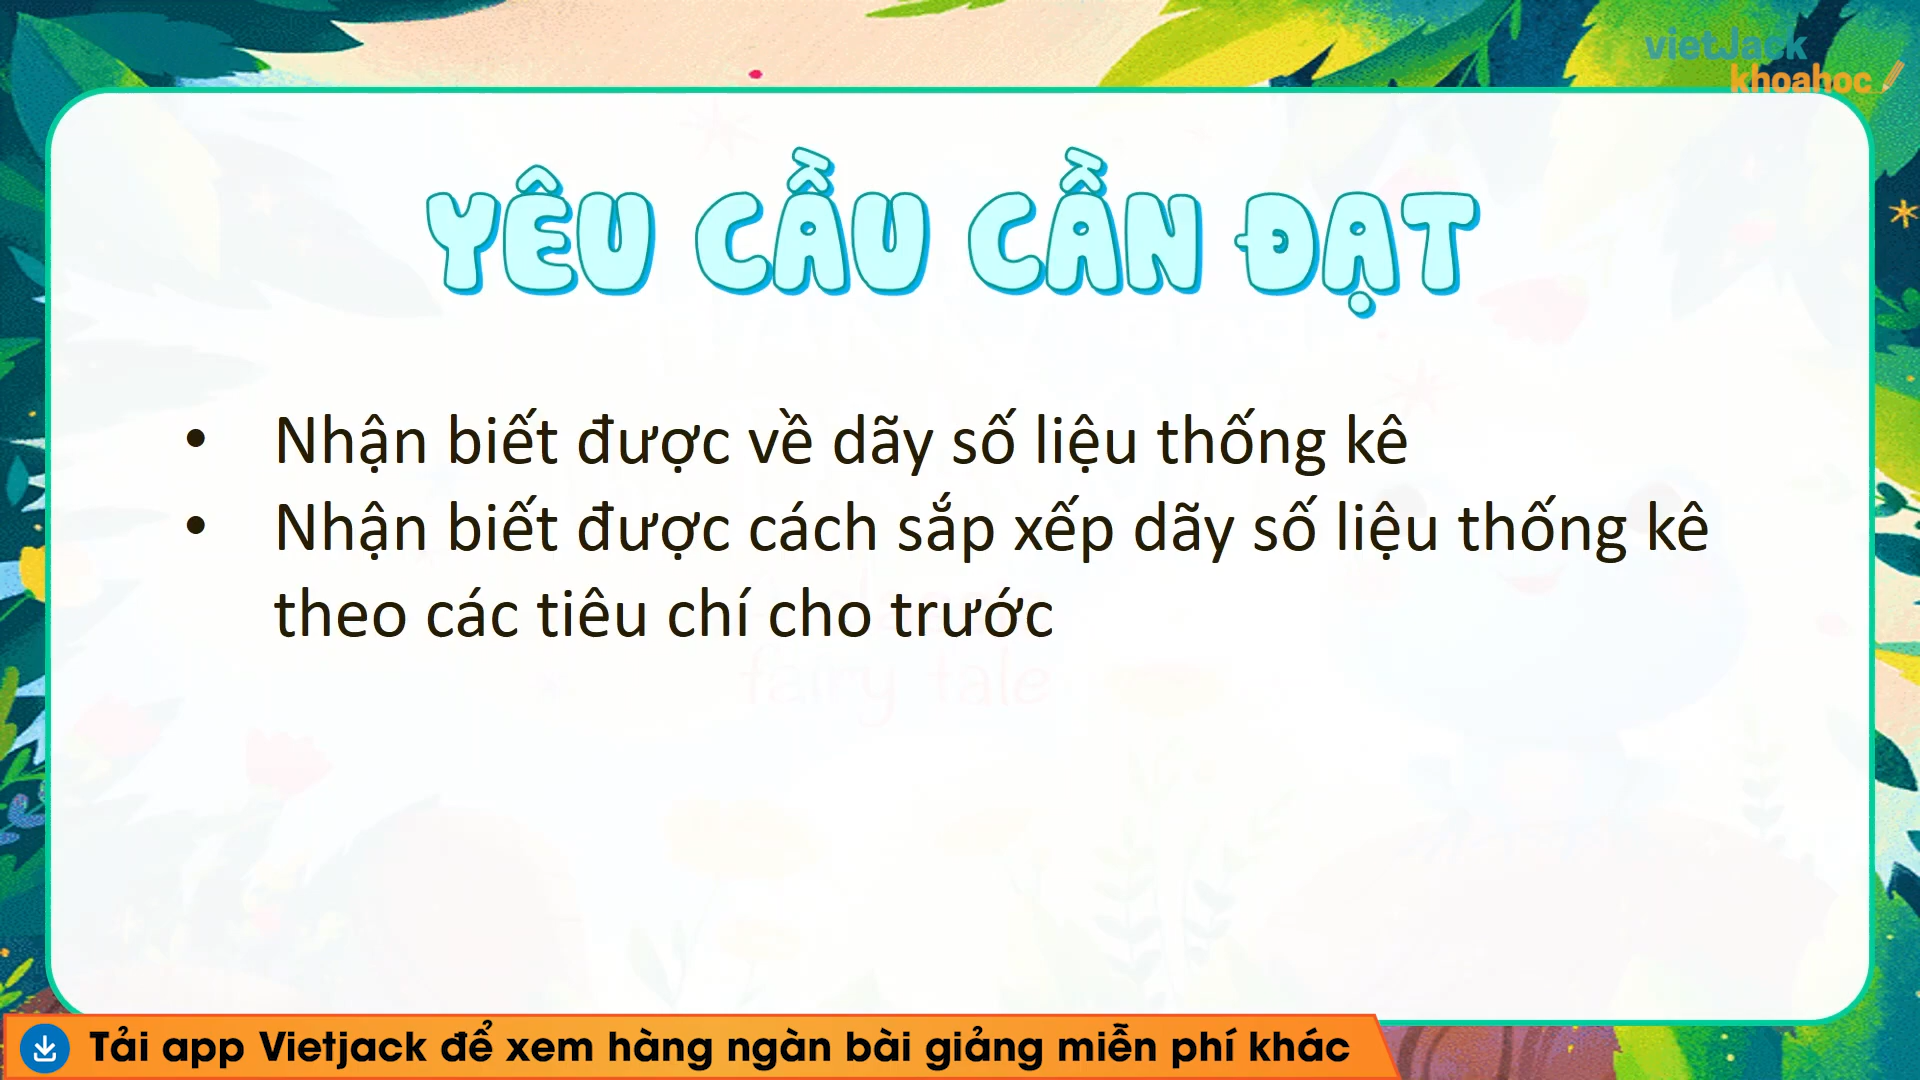 vietJack
khoahoc
YÊU CẦU CẦN ĐẠT
• Nhận biết được về dãy số liệu thống kê
• Nhận biết được cách sắp xếp dãy số liệu thống kê
theo các tiêu chí cho trước
fairy tale
Tải app Vietjack để xem hàng ngàn bài giảng miễn phí khác